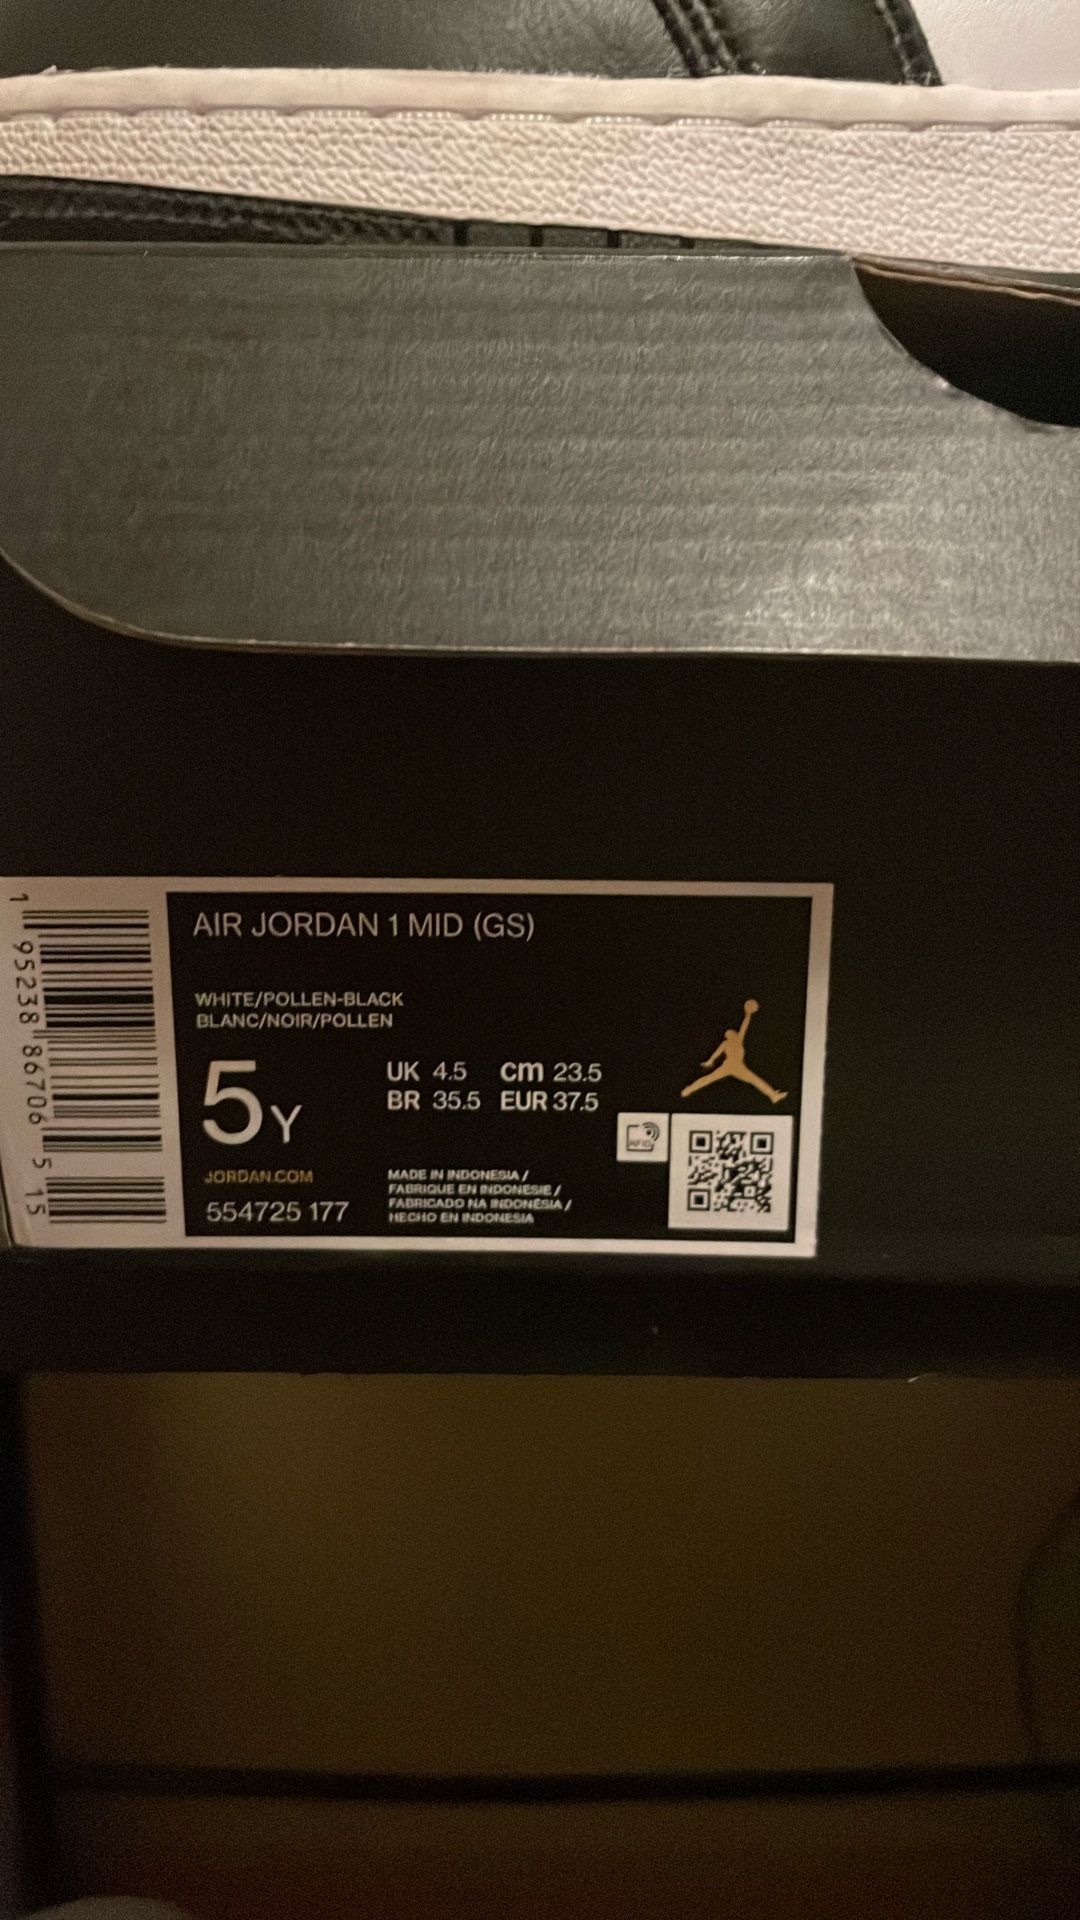 AIR JORDAN 1 MID (GS)
WHITE/POLLEN-BLACK
BLANC/NOIR/POLLEN
5Y
UK 4.5 cm 23.5
BR 35.5 EUR 37.5
JORDAN.COM
554725 177
MADE IN INDONESIA /
FABRIQUE EN INDONESIE /
FABRICADO NA INDONÉSIA /
HECHO EN INDONESIA
RFID
1 95238 86706 5 15